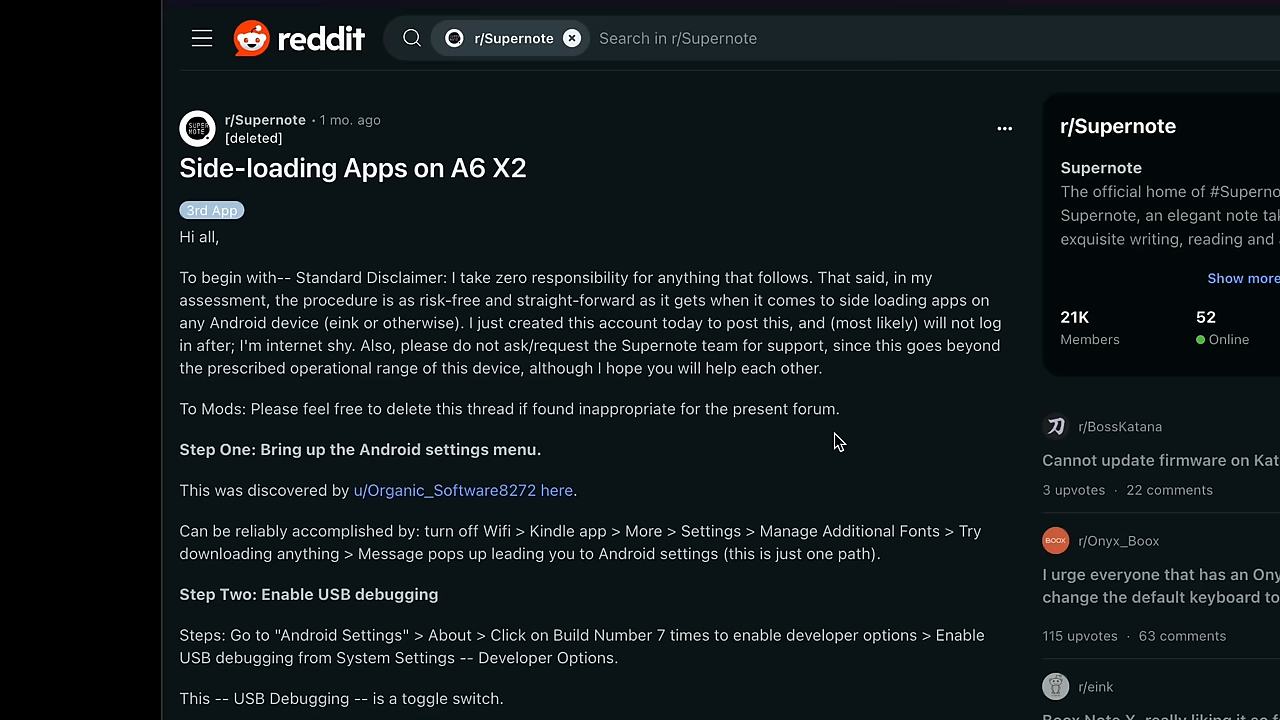 reddit
r/Supernote
Search in r/Supernote
r/Supernote · 1 mo. ago
[deleted]
Side-loading Apps on A6 X2
3rd App
Hi all,
To begin with-- Standard Disclaimer: I take zero responsibility for anything that follows. That said, in my
assessment, the procedure is as risk-free and straight-forward as it gets when it comes to side loading apps on
any Android device (eink or otherwise). I just created this account today to post this, and (most likely) will not log
in after; I'm internet shy. Also, please do not ask/request the Supernote team for support, since this goes beyond
the prescribed operational range of this device, although I hope you will help each other.
To Mods: Please feel free to delete this thread if found inappropriate for the present forum.
Step One: Bring up the Android settings menu.
This was discovered by u/Organic_Software8272 here.
Can be reliably accomplished by: turn off Wifi > Kindle app > More > Settings > Manage Additional Fonts > Try
downloading anything > Message pops up leading you to Android settings (this is just one path).
Step Two: Enable USB debugging
Steps: Go to "Android Settings" > About > Click on Build Number 7 times to enable developer options > Enable
USB debugging from System Settings -- Developer Options.
This -- USB Debugging -- is a toggle switch.
r/Supernote
Supernote
The official home of #Superno
Supernote, an elegant note tak
exquisite writing, reading and
Show more
21K
Members
52
Online
r/BossKatana
Cannot update firmware on Kat
3 upvotes · 22 comments
BOOX
r/Onyx_Boox
I urge everyone that has an Ony
change the default keyboard to
115 upvotes · 63 comments
r/eink